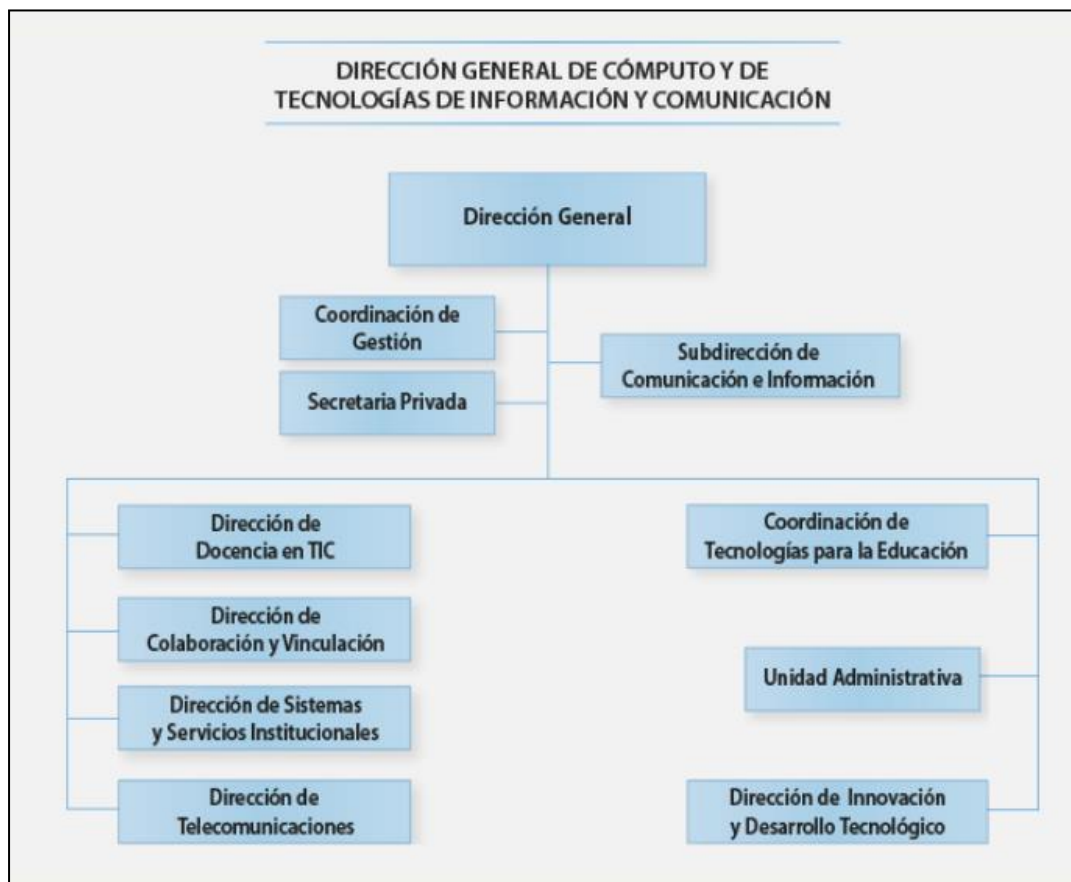 DIRECCIÓN GENERAL DE CÓMPUTO Y DE
TECNOLOGÍAS DE INFORMACIÓN Y COMUNICACIÓN
Dirección General
Coordinación de
Gestión
Subdirección de
Comunicación e Información
Secretaria Privada
Dirección de
Docencia en TIC
Dirección de
Colaboración y Vinculación
Dirección de Sistemas
y Servicios Institucionales
Dirección de
Telecomunicaciones
Coordinación de
Tecnologías para la Educación
Unidad Administrativa
Dirección de Innovación
y Desarrollo Tecnológico